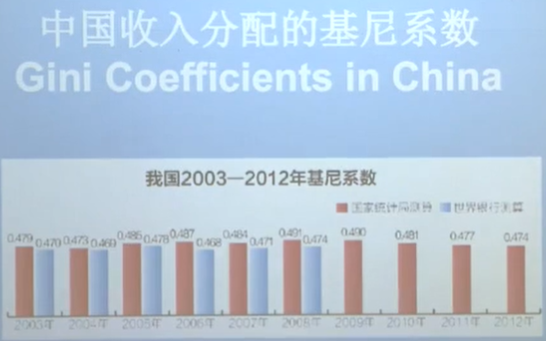 中国收入分配的基尼系数
Gini Coefficients in China
我国2003—2012年基尼系数
国家统计局测算 世界银行测算
0.479 0.470 0.473 0.469 0.485 0.478 0.487 0.468 0.484 0.471 0.491 0.474 0.490 0.481 0.477 0.474
2003年 2004年 2005年 2006年 2007年 2008年 2009年 2010年 2011年 2012年